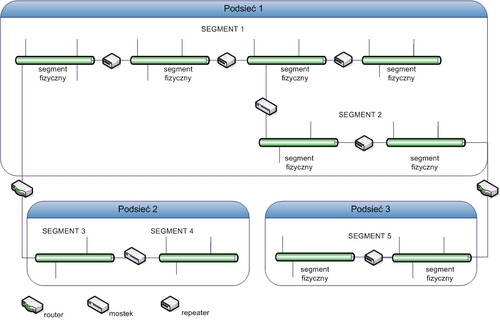 Podsieć 1
SEGMENT 1
segment
fizyczny
segment
fizyczny
segment
fizyczny
segment
fizyczny
SEGMENT 2
segment
fizyczny
segment
fizyczny
Podsieć 2
SEGMENT 3
SEGMENT 4
Podsieć 3
SEGMENT 5
segment
fizyczny
segment
fizyczny
router
mostek
repeater